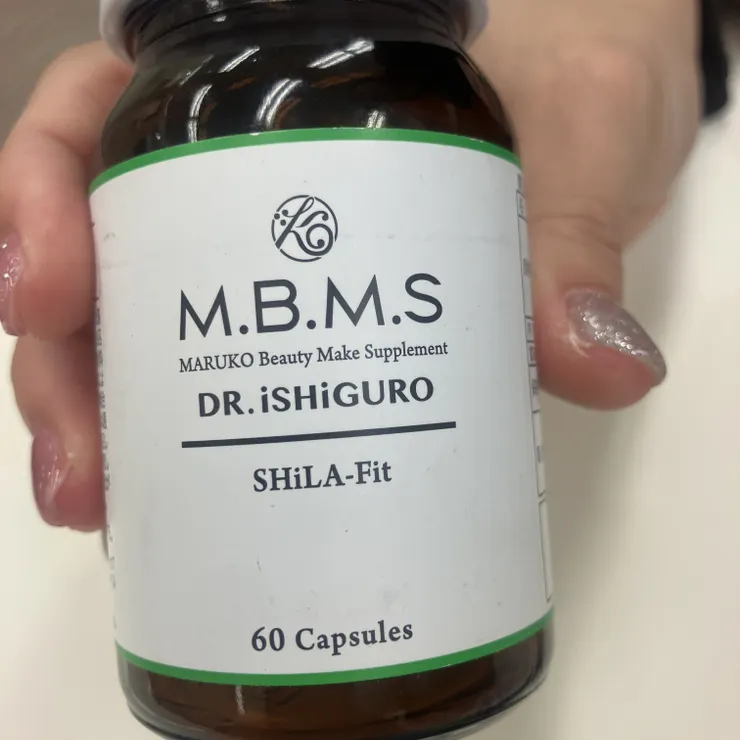 M.B.M.S
MARUKO Beauty Make Supplement
DR.iSHiGURO
SHiLA-Fit
60 Capsules